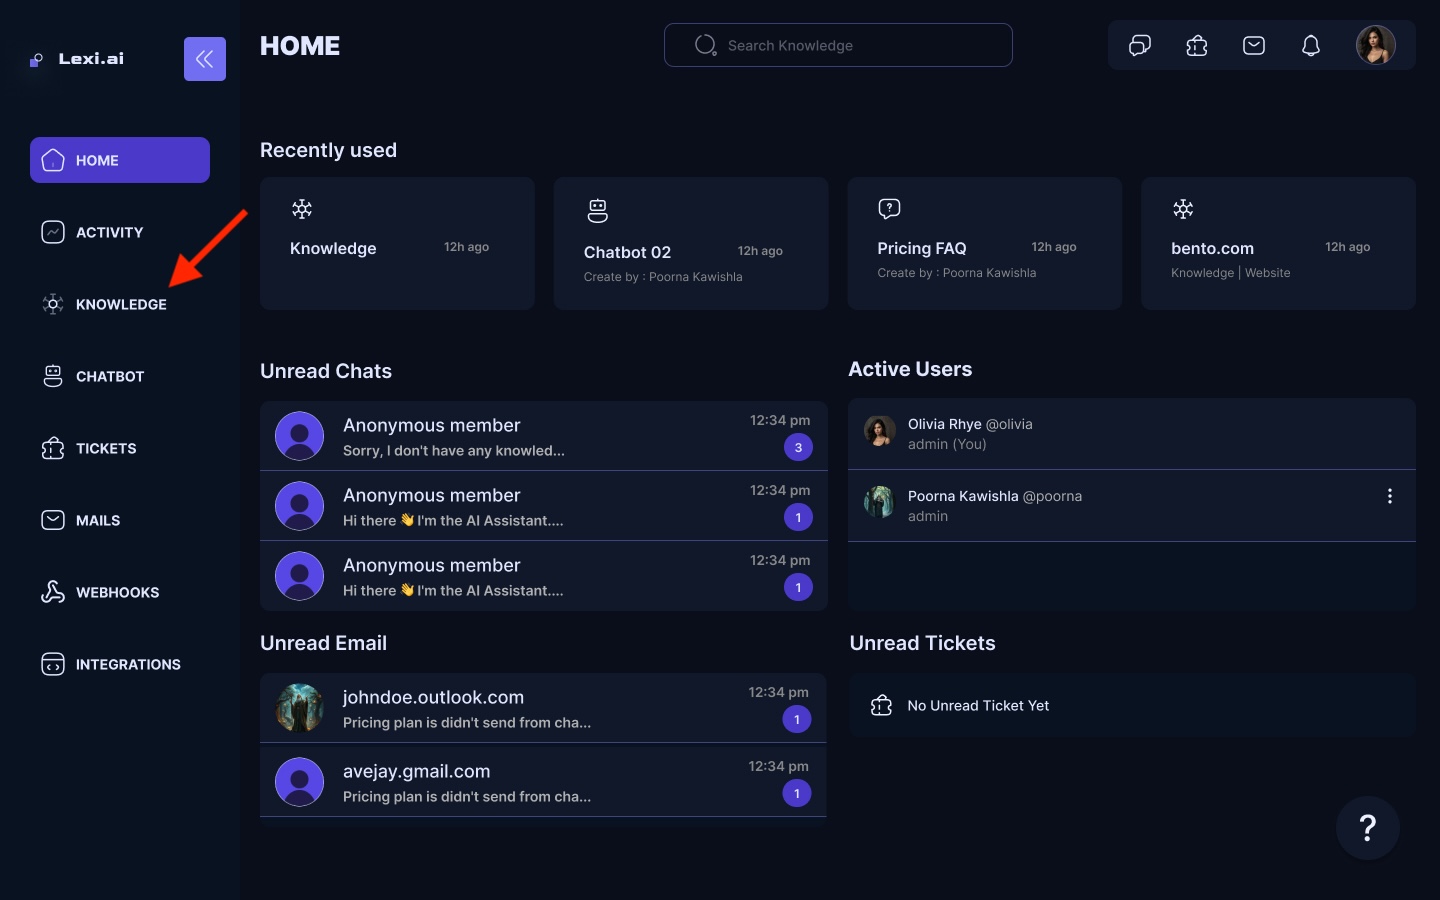 Lexi.ai
HOME
Search Knowledge
HOME
ACTIVITY
KNOWLEDGE
CHATBOT
TICKETS
MAILS
WEBHOOKS
INTEGRATIONS
Recently used
Knowledge 12h ago
Chatbot 02 12h ago
Create by : Poorna Kawishla
Pricing FAQ 12h ago
Create by : Poorna Kawishla
bento.com 12h ago
Knowledge | Website
Unread Chats
Anonymous member 12:34 pm
Sorry, I don't have any knowled... 3
Anonymous member 12:34 pm
Hi there 👋 I'm the AI Assistant.... 1
Anonymous member 12:34 pm
Hi there 👋 I'm the AI Assistant.... 1
Active Users
Olivia Rhye @olivia
admin (You)
Poorna Kawishla @poorna
admin
Unread Email
johndoe.outlook.com 12:34 pm
Pricing plan is didn't send from cha... 1
avejay.gmail.com 12:34 pm
Pricing plan is didn't send from cha... 1
Unread Tickets
No Unread Ticket Yet
?